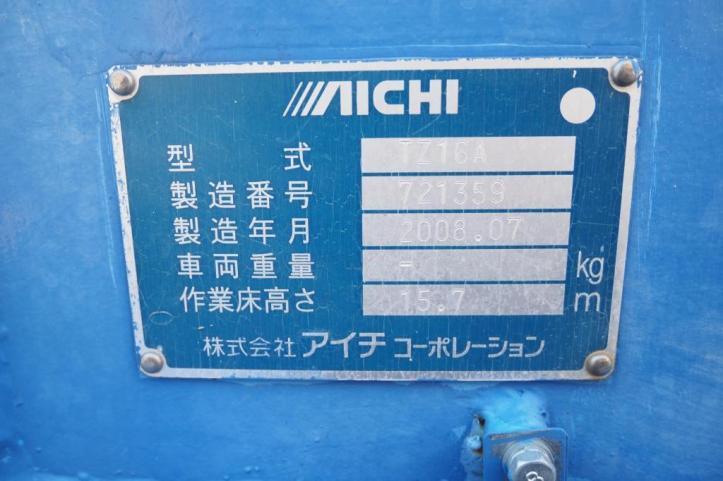 AICHI
型式 TZ16A
製造番号 721359
製造年月 2008.07
車両重量 - kg
作業床高さ 15.7 m
株式会社 アイチ コーポレーション
8